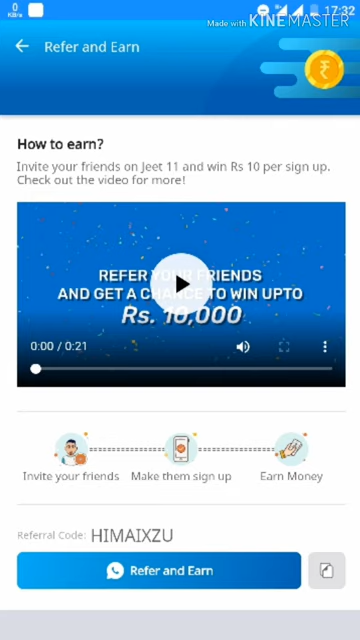 0
KB/s
Made with KINEMASTER
17:32
Refer and Earn
How to earn?
Invite your friends on Jeet 11 and win Rs 10 per sign up.
Check out the video for more!
REFER YOUR FRIENDS
AND GET A CHANCE TO WIN UPTO
Rs. 10,000
0:00 / 0:21
Invite your friends Make them sign up Earn Money
Referral Code: HIMAIXZU
Refer and Earn